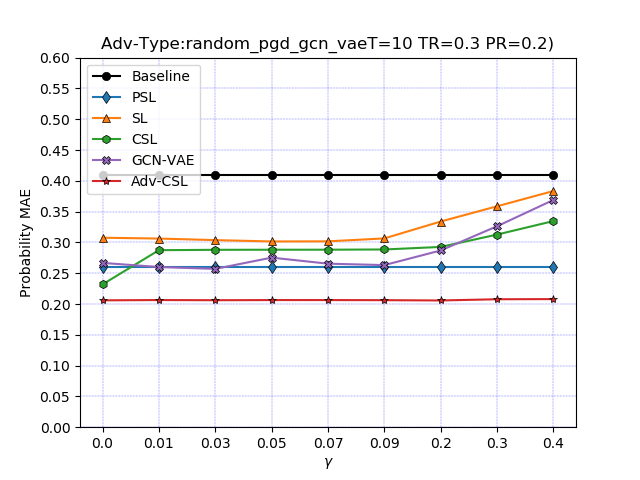 Adv-Type:random_pgd_gcn_vaeT=10 TR=0.3 PR=0.2)
Baseline
PSL
SL
CSL
GCN-VAE
Adv-CSL
Probability MAE
0.60
0.55
0.50
0.45
0.40
0.35
0.30
0.25
0.20
0.15
0.10
0.05
0.00
0.0 0.01 0.03 0.05 0.07 0.09 0.2 0.3 0.4
γ